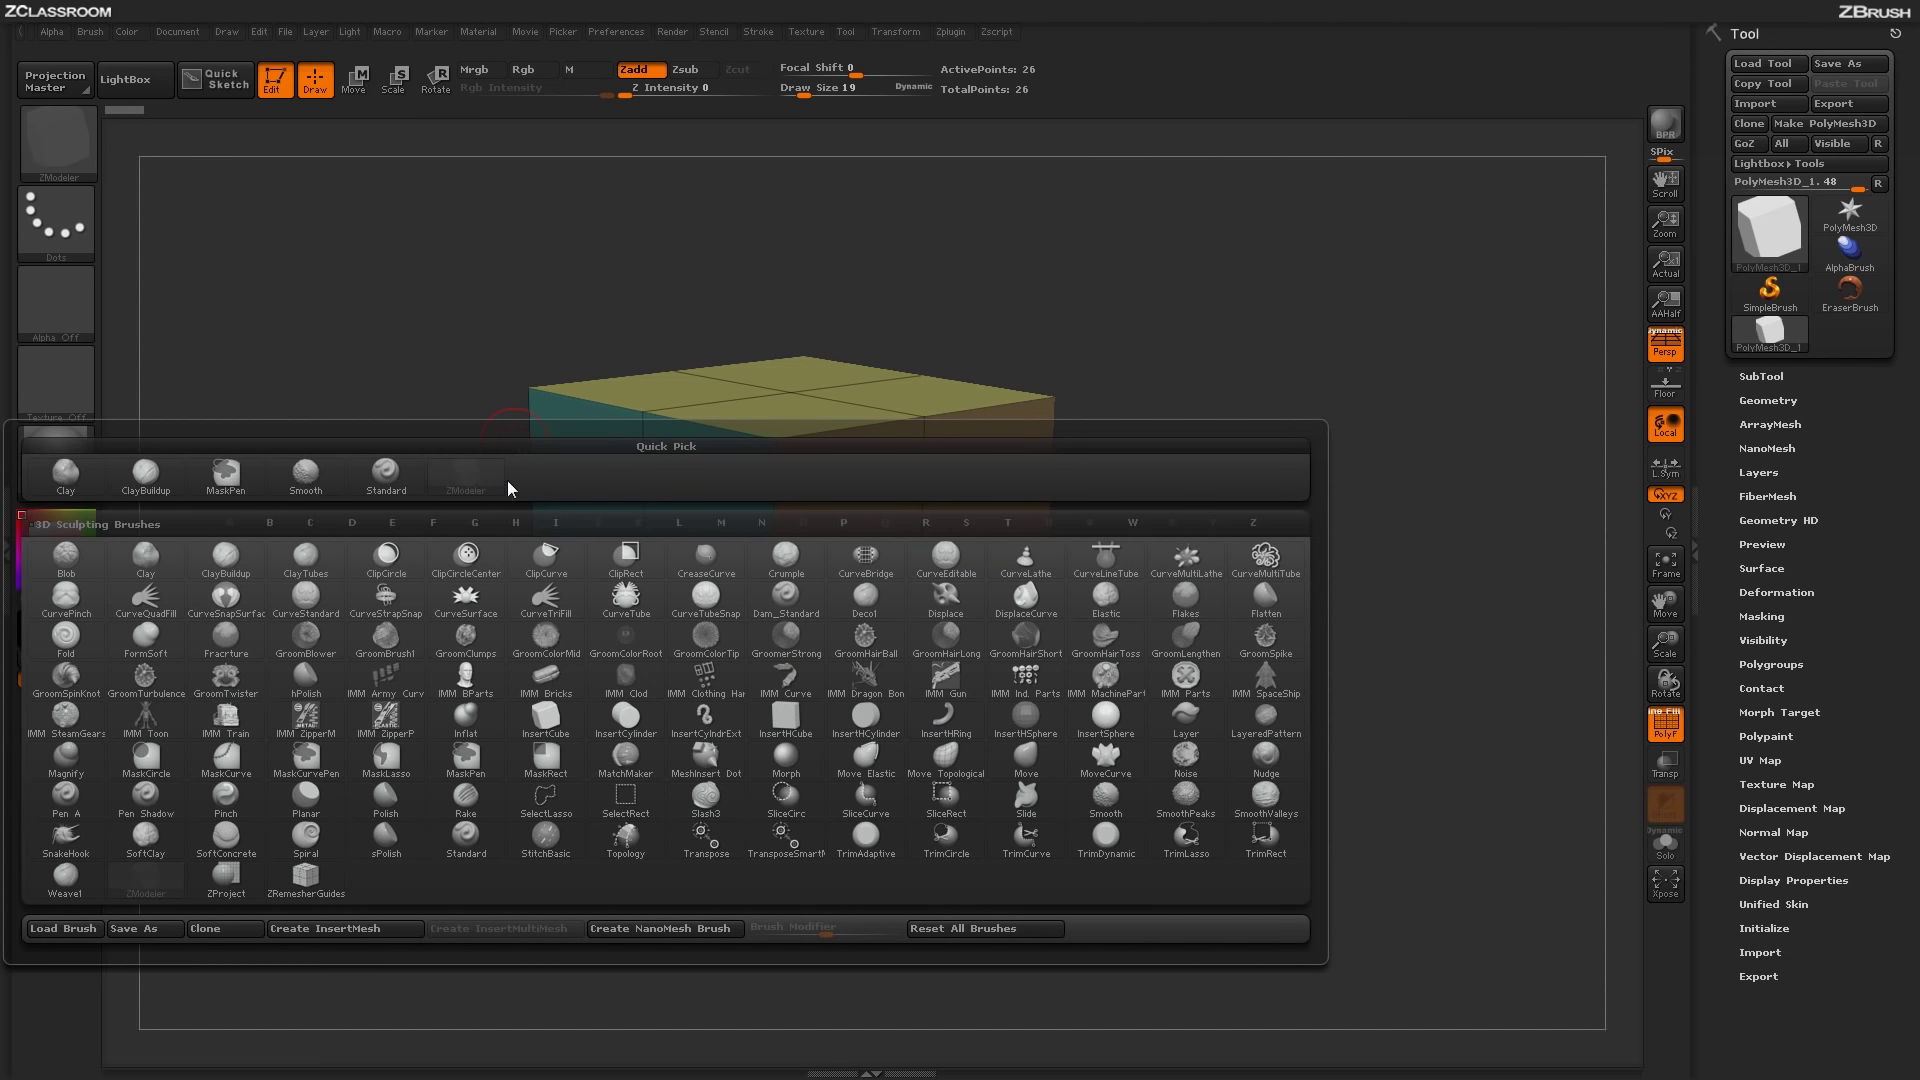 ZCLASSROOM
ZBRUSH
Alpha Brush Color Document Draw Edit File Layer Light Macro Marker Material Movie Picker Preferences Render Stencil Stroke Texture Tool Transform Zplugin Zscript
Projection Master
LightBox
Quick Sketch
Edit
Draw
Move
Scale
Rotate
Mrgb Rgb M Zadd Zsub Zcut
Rgb Intensity
Z Intensity 0
Focal Shift 0
Draw Size 19
Dynamic
ActivePoints: 26
TotalPoints: 26
ZModeler
Dots
Alpha Off
Texture Off
Quick Pick
Clay ClayBuildup MaskPen Smooth Standard ZModeler
3D Sculpting Brushes B C D E F G H I L M N P R S T W Z
Blob Clay ClayBuildup ClayTubes ClipCircle ClipCircleCenter ClipCurve ClipRect CreaseCurve Crumple CurveBridge CurveEditable CurveLathe CurveLineTube CurveMultiLathe CurveMultiTube
CurvePinch CurveQuadFill CurveSnapSurfac CurveStandard CurveStrapSnap CurveSurface CurveTriFill CurveTube CurveTubeSnap Dam_Standard Deco1 Displace DisplaceCurve Elastic Flakes Flatten
Fold FormSoft Fracrture GroomBlower GroomBrush1 GroomClumps GroomColorMid GroomColorRoot GroomColorTip GroomerStrong GroomHairBall GroomHairLong GroomHairShort GroomHairToss GroomLengthen GroomSpike
GroomSpinKnot GroomTurbulence GroomTwister hPolish IMM Army Curv IMM BParts IMM Bricks IMM Clod IMM Clothing Har IMM Curve IMM Dragon Bon IMM Gun IMM Ind. Parts IMM MachinePart IMM Parts IMM SpaceShip
IMM SteamGears IMM Toon IMM Train IMM ZipperM IMM ZipperP Inflat InsertCube InsertCylinder InsertCylndrExt InsertHCube InsertHCylinder InsertHRing InsertHSphere InsertSphere Layer LayeredPattern
Magnify MaskCircle MaskCurve MaskCurvePen MaskLasso MaskPen MaskRect MatchMaker MeshInsert Dot Morph Move Elastic Move Topological Move MoveCurve Noise Nudge
Pen A Pen Shadow Pinch Planar Polish Rake SelectLasso SelectRect Slash3 SliceCirc SliceCurve SliceRect Slide Smooth SmoothPeaks SmoothValleys
SnakeHook SoftClay SoftConcrete Spiral sPolish Standard StitchBasic Topology Transpose TransposeSmartM TrimAdaptive TrimCircle TrimCurve TrimDynamic TrimLasso TrimRect
Weave1 ZModeler ZProject ZRemesherGuides
Load Brush Save As Clone Create InsertMesh Create InsertMultiMesh Create NanoMesh Brush Brush Modifier Reset All Brushes
BPR
SPix
Scroll
Zoom
Actual
AAHalf
Dynamic
Persp
Floor
Local
L.Sym
XYZ
Frame
Move
Scale
Rotate
PolyF
Transp
Dynamic
Solo
Xpose
Tool
Load Tool Save As
Copy Tool Paste Tool
Import Export
Clone Make PolyMesh3D
GoZ All Visible R
Lightbox▸Tools
PolyMesh3D_1. 48 R
PolyMesh3D_1
PolyMesh3D
AlphaBrush
SimpleBrush
EraserBrush
PolyMesh3D_1
SubTool
Geometry
ArrayMesh
NanoMesh
Layers
FiberMesh
Geometry HD
Preview
Surface
Deformation
Masking
Visibility
Polygroups
Contact
Morph Target
Polypaint
UV Map
Texture Map
Displacement Map
Normal Map
Vector Displacement Map
Display Properties
Unified Skin
Initialize
Import
Export